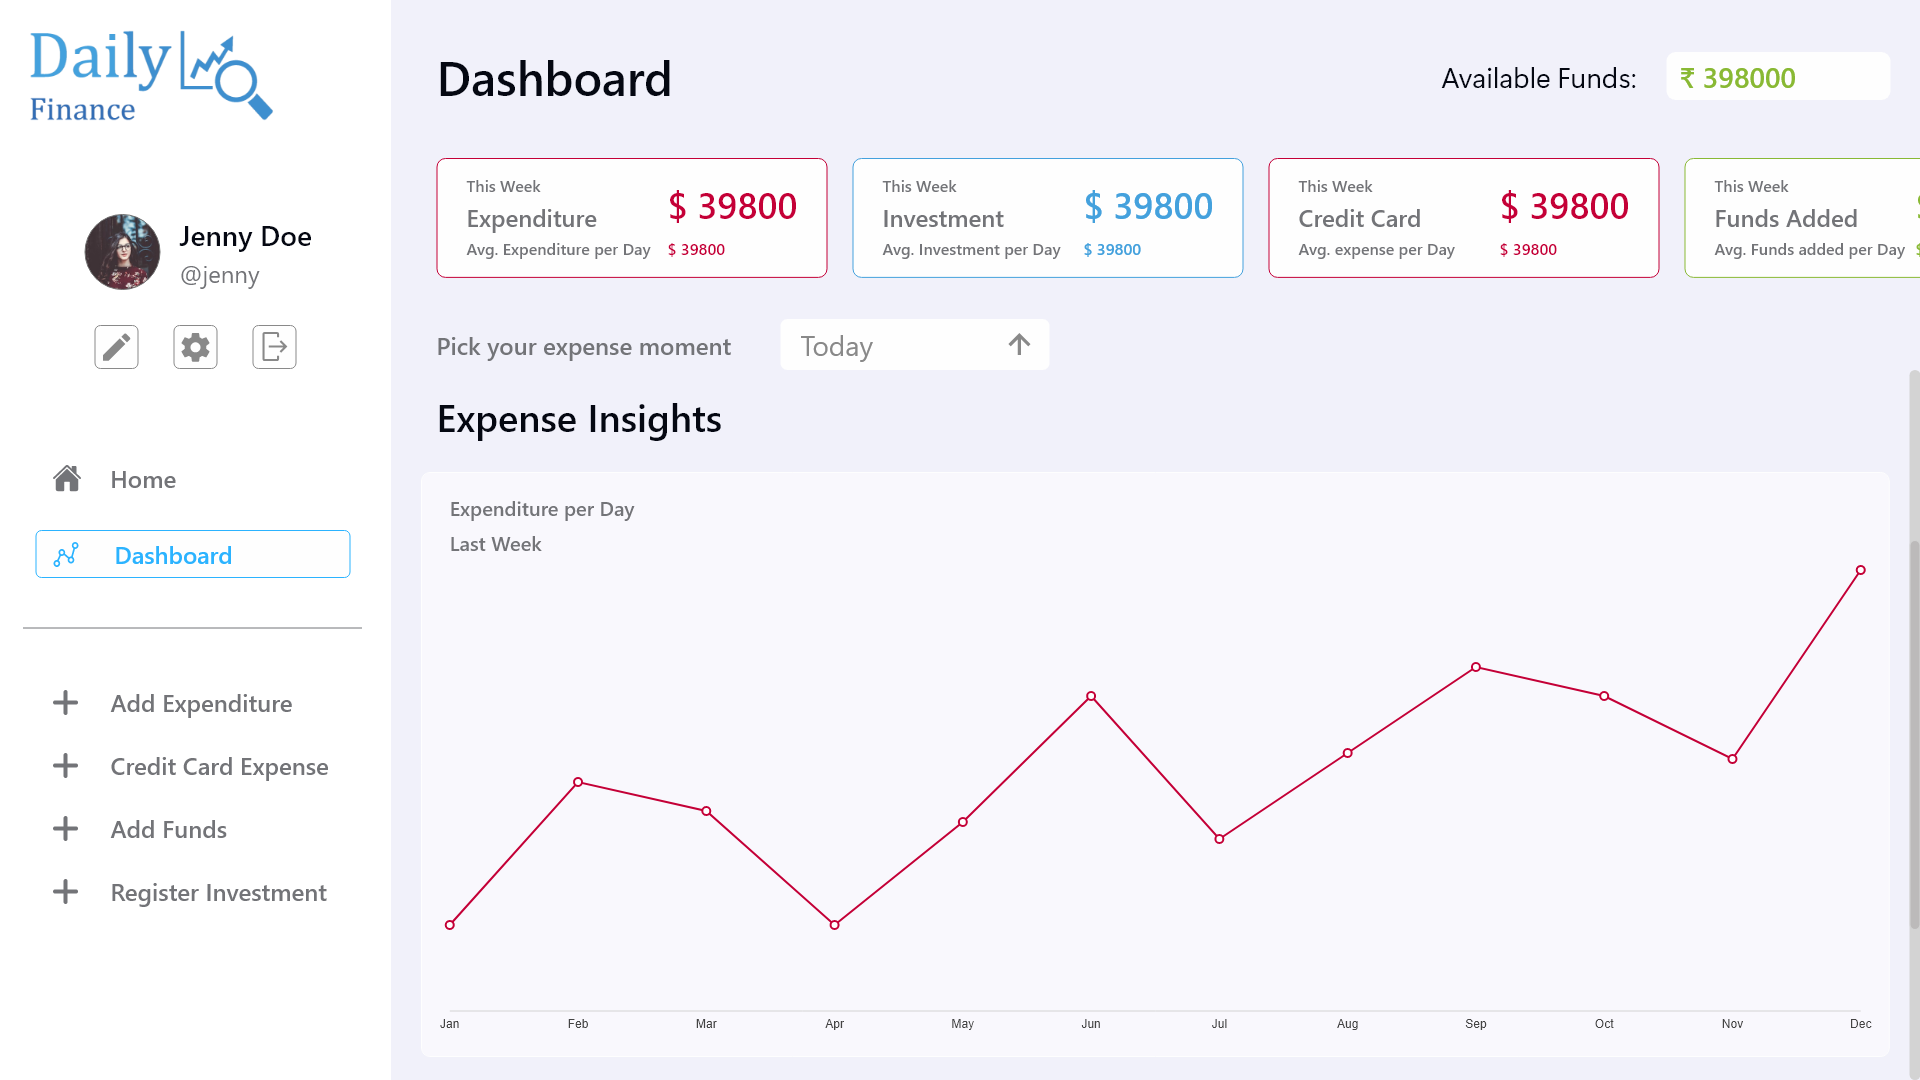 Daily
Finance
Jenny Doe
@jenny
Home
Dashboard
Add Expenditure
Credit Card Expense
Add Funds
Register Investment
Dashboard
Available Funds:
₹ 398000
This Week
Expenditure
$ 39800
Avg. Expenditure per Day
$ 39800
This Week
Investment
$ 39800
Avg. Investment per Day
$ 39800
This Week
Credit Card
$ 39800
Avg. expense per Day
$ 39800
This Week
Funds Added
Avg. Funds added per Day
Pick your expense moment
Today
Expense Insights
Expenditure per Day
Last Week
Jan Feb Mar Apr May Jun Jul Aug Sep Oct Nov Dec